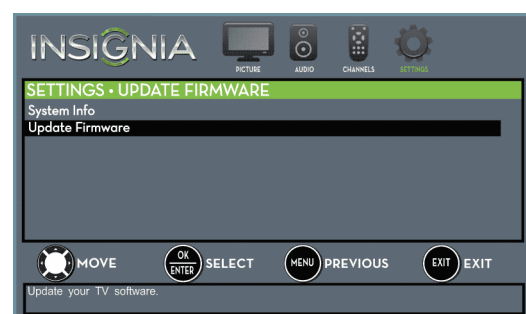 INSIGNIA
PICTURE AUDIO CHANNELS SETTINGS
SETTINGS • UPDATE FIRMWARE
System Info
Update Firmware
MOVE OK ENTER SELECT MENU PREVIOUS EXIT EXIT
Update your TV software.